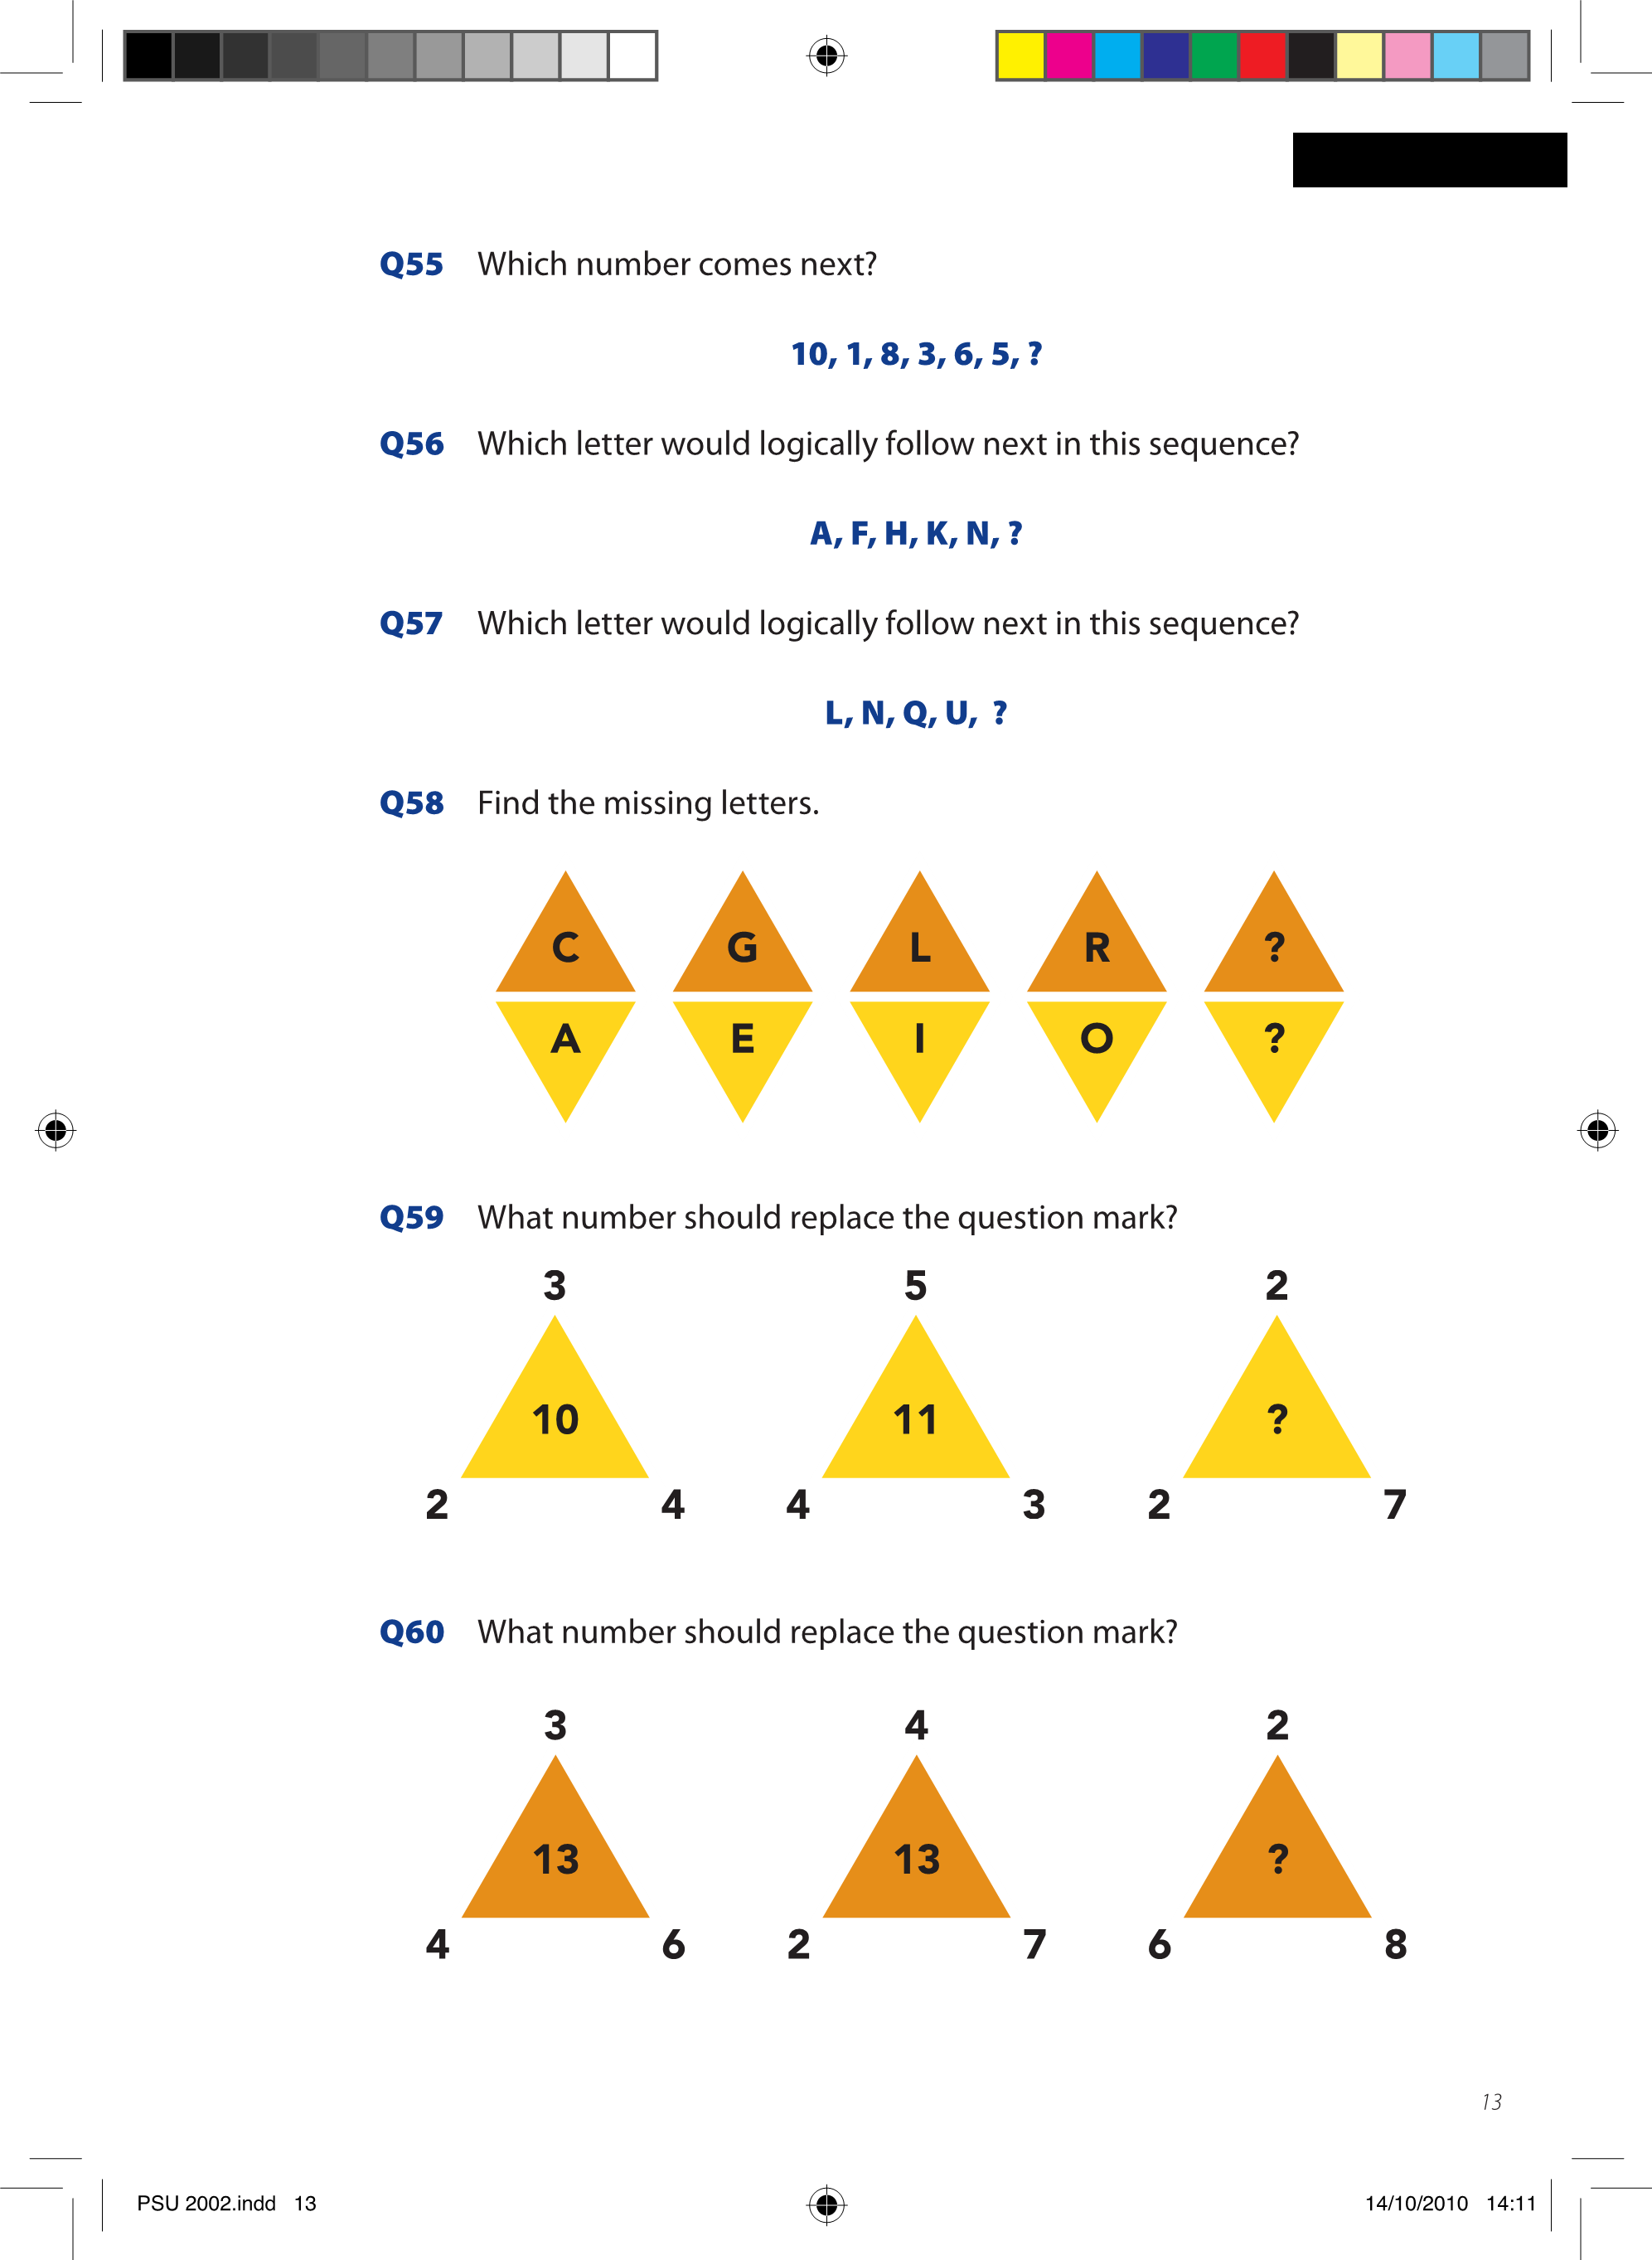 Q55 Which number comes next?
10, 1, 8, 3, 6, 5, ?
Q56 Which letter would logically follow next in this sequence?
A, F, H, K, N, ?
Q57 Which letter would logically follow next in this sequence?
L, N, Q, U, ?
Q58 Find the missing letters.
C G L R ?
A E I O ?
Q59 What number should replace the question mark?
3 5 2
10 11 ?
2 4 4 3 2 7
Q60 What number should replace the question mark?
3 4 2
13 13 ?
4 6 2 7 6 8
13
PSU 2002.indd 13 14/10/2010 14:11